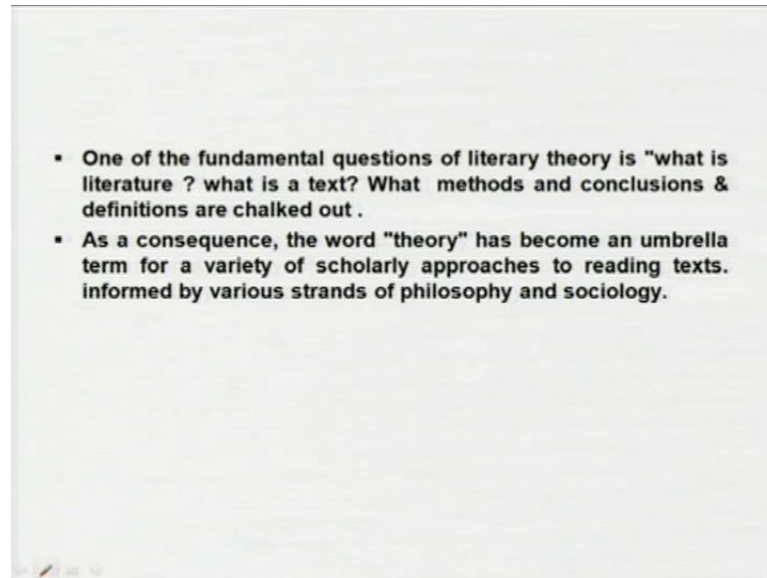 ▪ One of the fundamental questions of literary theory is "what is
literature ? what is a text? What methods and conclusions &
definitions are chalked out .
▪ As a consequence, the word "theory" has become an umbrella
term for a variety of scholarly approaches to reading texts.
informed by various strands of philosophy and sociology.